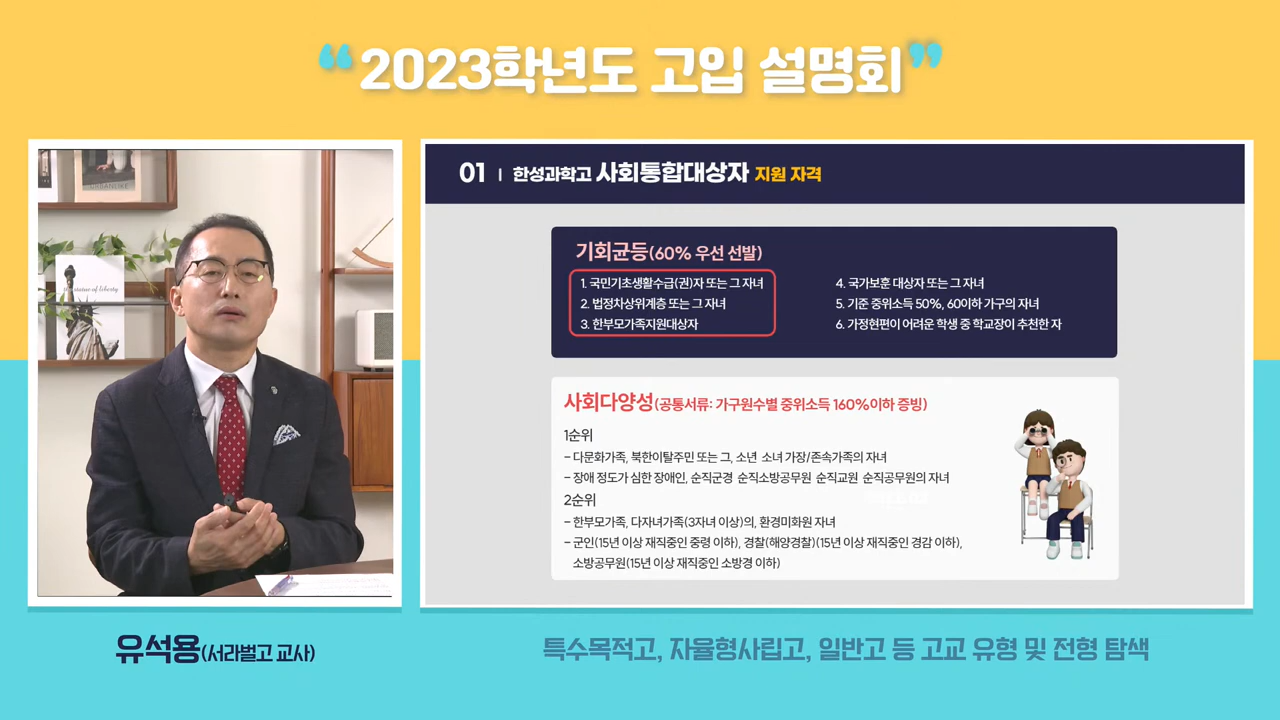 “2023학년도 고입 설명회”
URBANLIKE
the statue of liberty
01 | 한성과학고 사회통합대상자 지원 자격
기회균등(60% 우선 선발)
1. 국민기초생활수급(권)자 또는 그 자녀
2. 법정차상위계층 또는 그 자녀
3. 한부모가족지원대상자
4. 국가보훈 대상자 또는 그 자녀
5. 기준 중위소득 50%, 60이하 가구의 자녀
6. 가정현편이 어려운 학생 중 학교장이 추천한 자
사회다양성(공통서류: 가구원수별 중위소득 160%이하 증빙)
1순위
– 다문화가족, 북한이탈주민 또는 그, 소년 소녀 가장/존속가족의 자녀
– 장애 정도가 심한 장애인, 순직군경 순직소방공무원 순직교원 순직공무원의 자녀
2순위
– 한부모가족, 다자녀가족(3자녀 이상)의, 환경미화원 자녀
– 군인(15년 이상 재직중인 중령 이하), 경찰(해양경찰)(15년 이상 재직중인 경감 이하),
소방공무원(15년 이상 재직중인 소방경 이하)
유석용(서라벌고 교사)
특수목적고, 자율형사립고, 일반고 등 고교 유형 및 전형 탐색